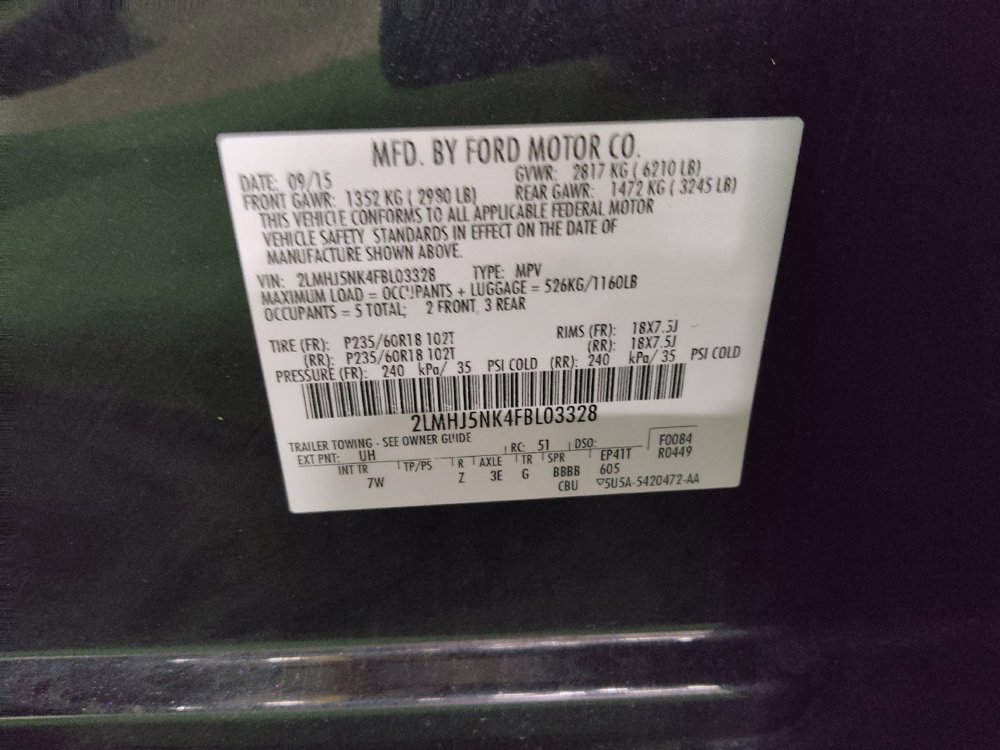 MFD. BY FORD MOTOR CO.
DATE: 09/15 GVWR: 2817 KG ( 6210 LB)
FRONT GAWR: 1352 KG ( 2980 LB) REAR GAWR: 1472 KG ( 3245 LB)
THIS VEHICLE CONFORMS TO ALL APPLICABLE FEDERAL MOTOR
VEHICLE SAFETY STANDARDS IN EFFECT ON THE DATE OF
MANUFACTURE SHOWN ABOVE.
VIN: 2LMHJ5NK4FBL03328 TYPE: MPV
MAXIMUM LOAD = OCCUPANTS + LUGGAGE = 526KG/1160LB
OCCUPANTS = 5 TOTAL; 2 FRONT, 3 REAR
TIRE (FR): P235/60R18 102T RIMS (FR): 18X7.5J
(RR): P235/60R18 102T (RR): 18X7.5J
PRESSURE (FR): 240 kPa/ 35 PSI COLD (RR): 240 kPa/ 35 PSI COLD
2LMHJ5NK4FBL03328
TRAILER TOWING - SEE OWNER GUIDE
EXT PNT: UH RC: 51 DSO: F0084
INT TR TP/PS R AXLE TR SPR EP41T R0449
7W Z 3E G BBBB 605
CBU ▽5U5A-5420472-AA